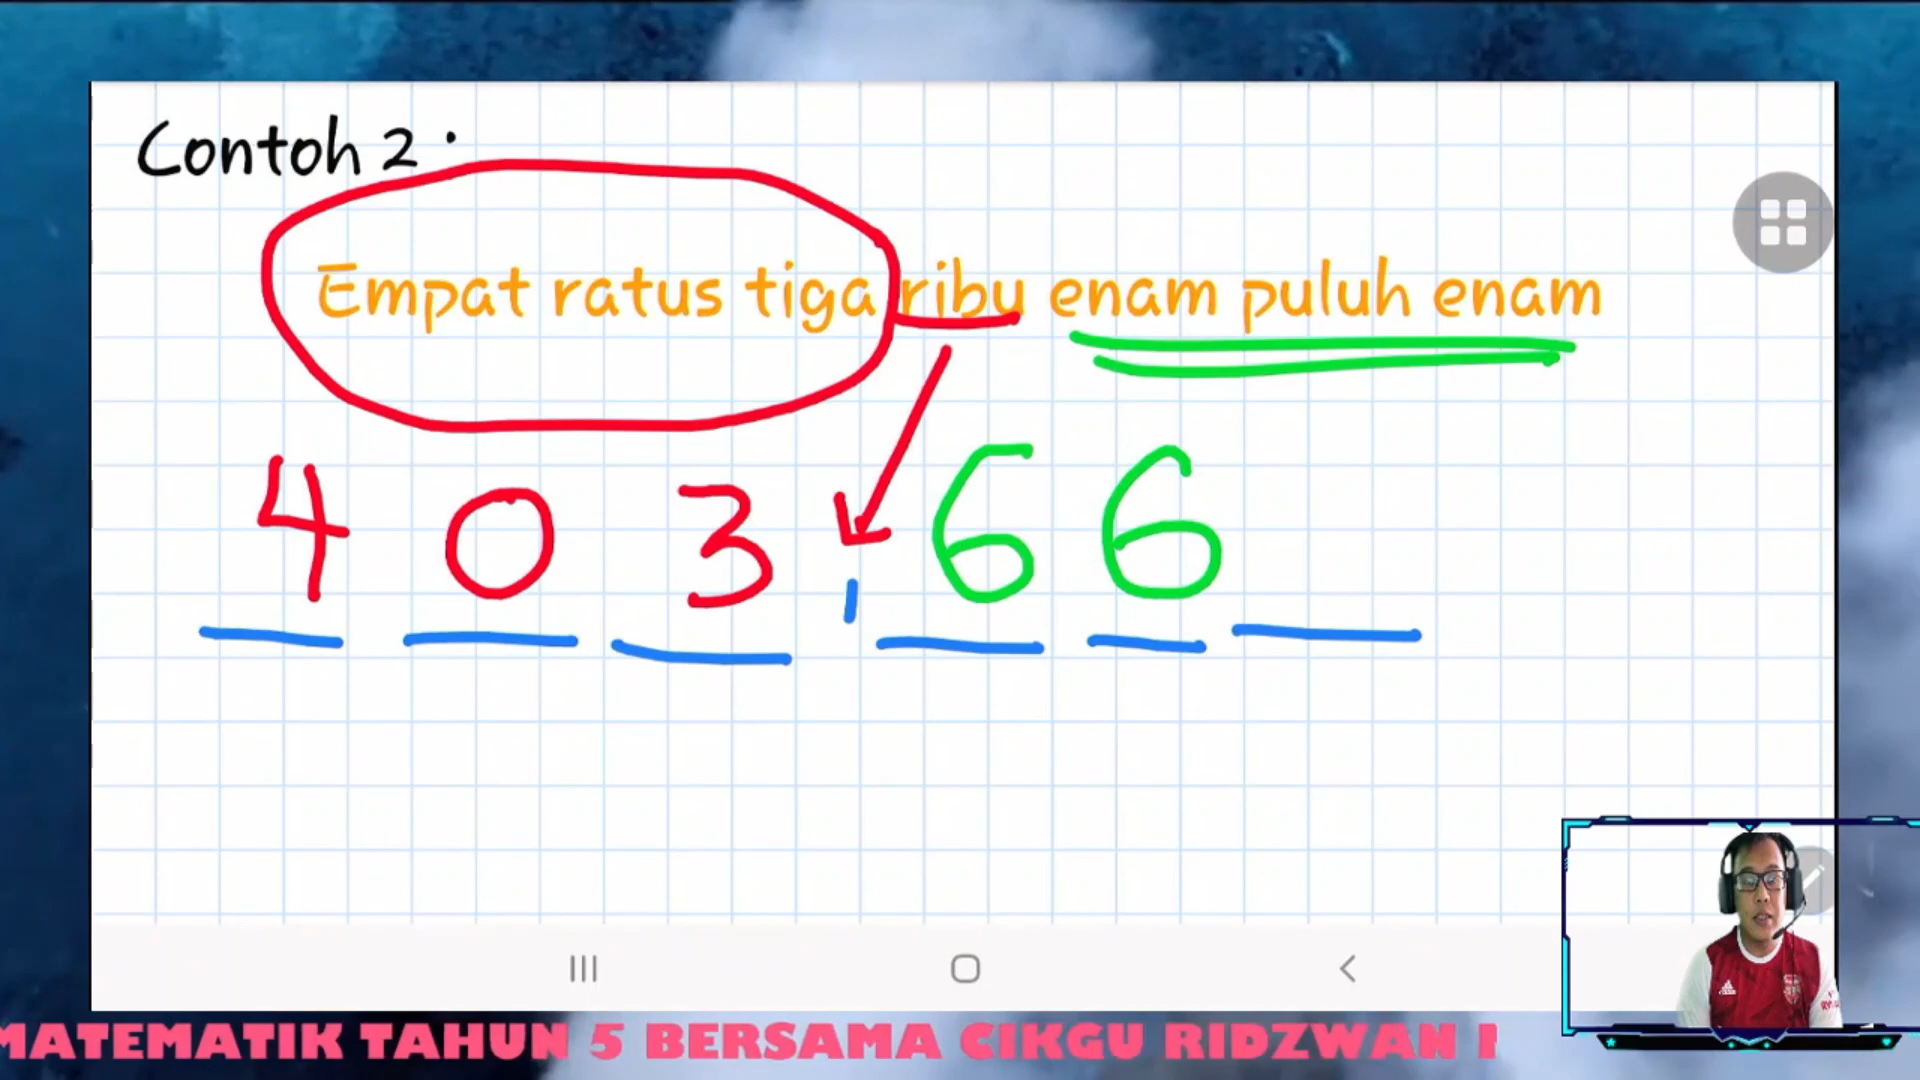 Contoh 2 :
Empat ratus tiga ribu enam puluh enam
4 0 3 , 6 6
MATEMATIK TAHUN 5 BERSAMA CIKGU RIDZWAN